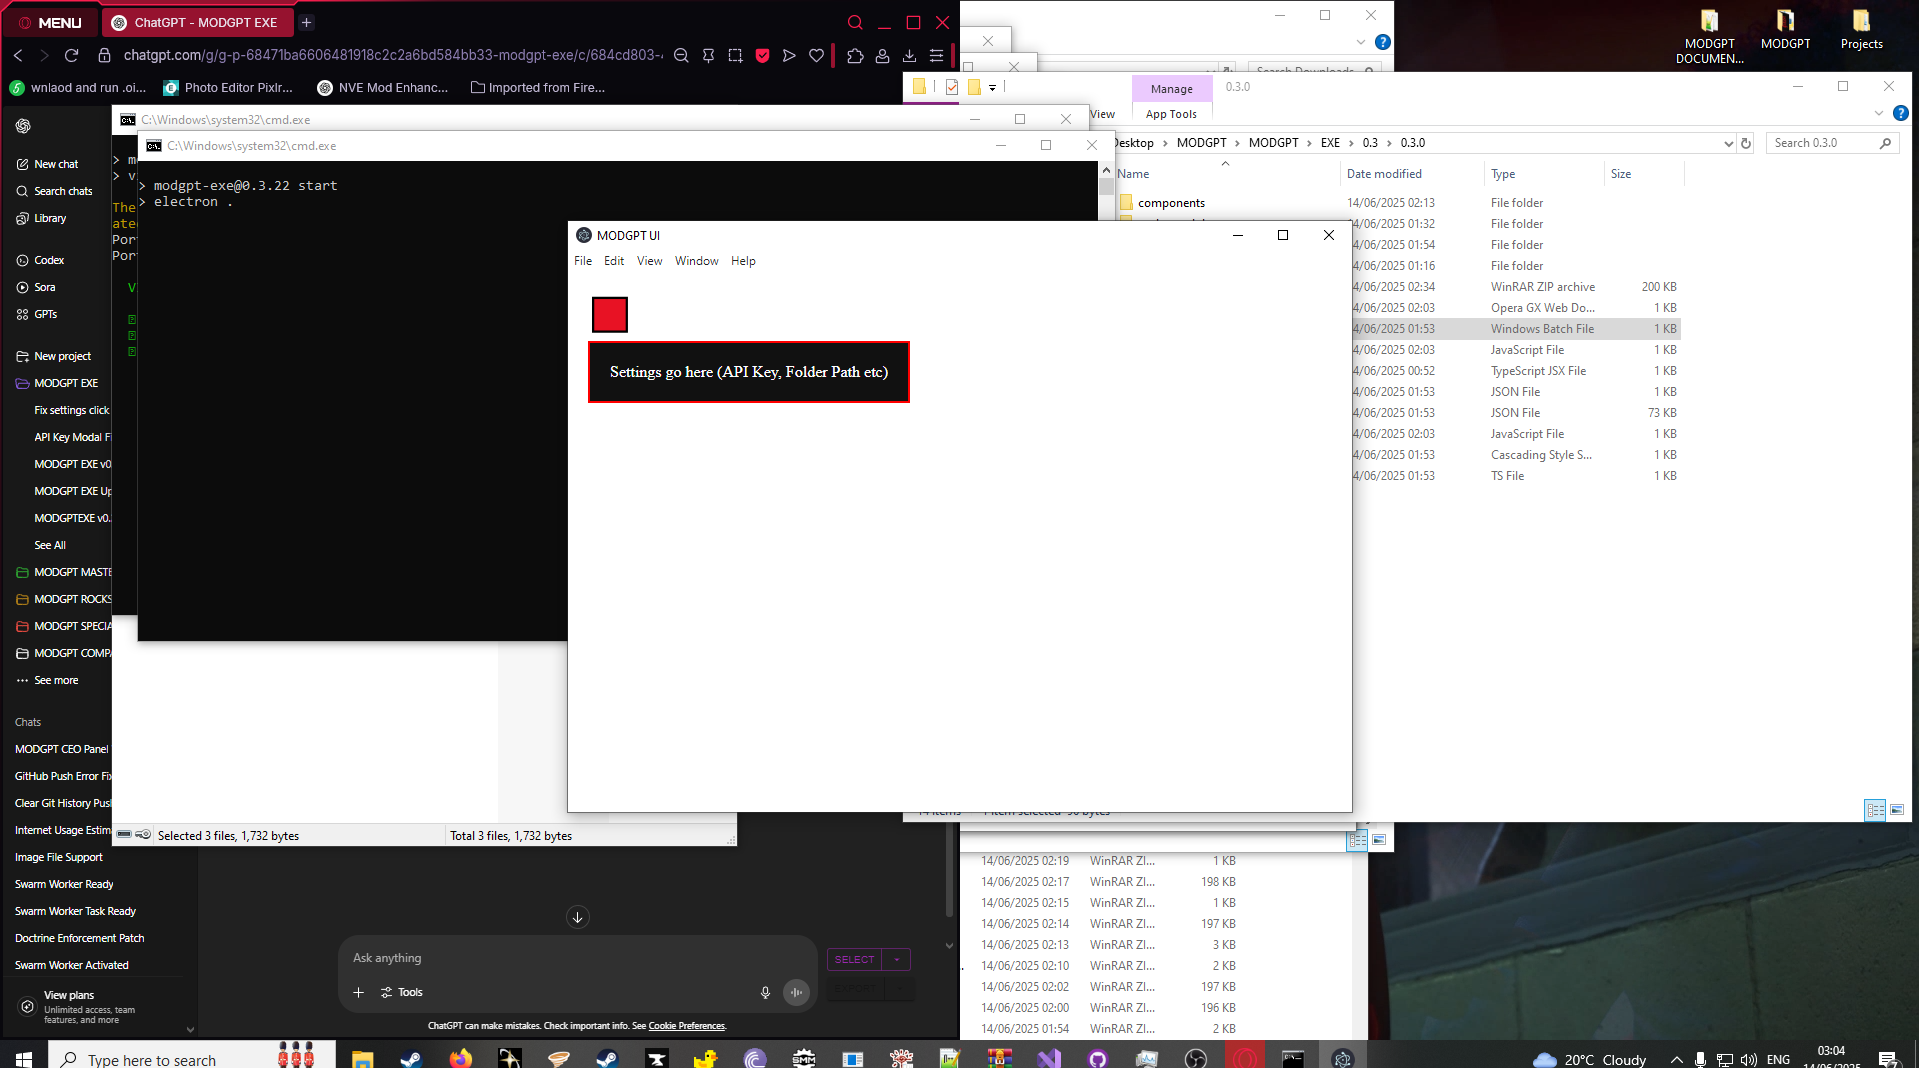 MENU
ChatGPT - MODGPT EXE
chatgpt.com/g/g-p-68471ba6606481918c2c2a6bd584bb33-modgpt-exe/c/684cd803-
wnlaod and run .oi...
Photo Editor Pixlr...
NVE Mod Enhanc...
Imported from Fire...
New chat
Search chats
Library
Codex
Sora
GPTs
New project
MODGPT EXE
Fix settings click
API Key Modal F
MODGPT EXE v0
MODGPT EXE Up
MODGPTEXE v0.
See All
MODGPT MASTE
MODGPT ROCKS
MODGPT SPECIA
MODGPT COMP
See more
Chats
MODGPT CEO Panel
GitHub Push Error Fix
Clear Git History Pus
Internet Usage Estim
Image File Support
Swarm Worker Ready
Swarm Worker Task Ready
Doctrine Enforcement Patch
Swarm Worker Activated
View plans
Unlimited access, team
features, and more
C:\Windows\system32\cmd.exe
> m
> v
The
ate
Port
Port
V
C:\Windows\system32\cmd.exe
> modgpt-exe@0.3.22 start
> electron .
MODGPT UI
File Edit View Window Help
Settings go here (API Key, Folder Path etc)
Selected 3 files, 1,732 bytes
Total 3 files, 1,732 bytes
Ask anything
Tools
SELECT
EXPORT
ChatGPT can make mistakes. Check important info. See Cookie Preferences.
Search Downloads
Manage
0.3.0
View
App Tools
Desktop > MODGPT > MODGPT > EXE > 0.3 > 0.3.0
Search 0.3.0
Name Date modified Type Size
components 14/06/2025 02:13 File folder
4/06/2025 01:32 File folder
4/06/2025 01:54 File folder
4/06/2025 01:16 File folder
4/06/2025 02:34 WinRAR ZIP archive 200 KB
4/06/2025 02:03 Opera GX Web Do... 1 KB
4/06/2025 01:53 Windows Batch File 1 KB
4/06/2025 02:03 JavaScript File 1 KB
4/06/2025 00:52 TypeScript JSX File 1 KB
4/06/2025 01:53 JSON File 1 KB
4/06/2025 01:53 JSON File 73 KB
4/06/2025 02:03 JavaScript File 1 KB
4/06/2025 01:53 Cascading Style S... 1 KB
4/06/2025 01:53 TS File 1 KB
14/06/2025 02:19 WinRAR ZI... 1 KB
14/06/2025 02:17 WinRAR ZI... 198 KB
14/06/2025 02:15 WinRAR ZI... 1 KB
14/06/2025 02:14 WinRAR ZI... 197 KB
14/06/2025 02:13 WinRAR ZI... 3 KB
14/06/2025 02:10 WinRAR ZI... 2 KB
14/06/2025 02:02 WinRAR ZI... 197 KB
14/06/2025 02:00 WinRAR ZI... 196 KB
14/06/2025 01:54 WinRAR ZI... 2 KB
MODGPT
DOCUMEN...
MODGPT
Projects
Type here to search
SMM
20°C Cloudy
ENG
03:04